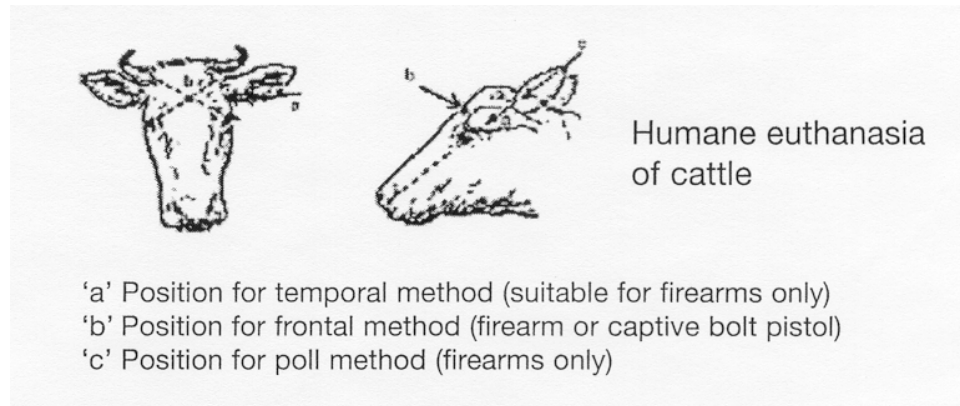 b
a
b
c
a
Humane euthanasia
of cattle
'a' Position for temporal method (suitable for firearms only)
'b' Position for frontal method (firearm or captive bolt pistol)
'c' Position for poll method (firearms only)